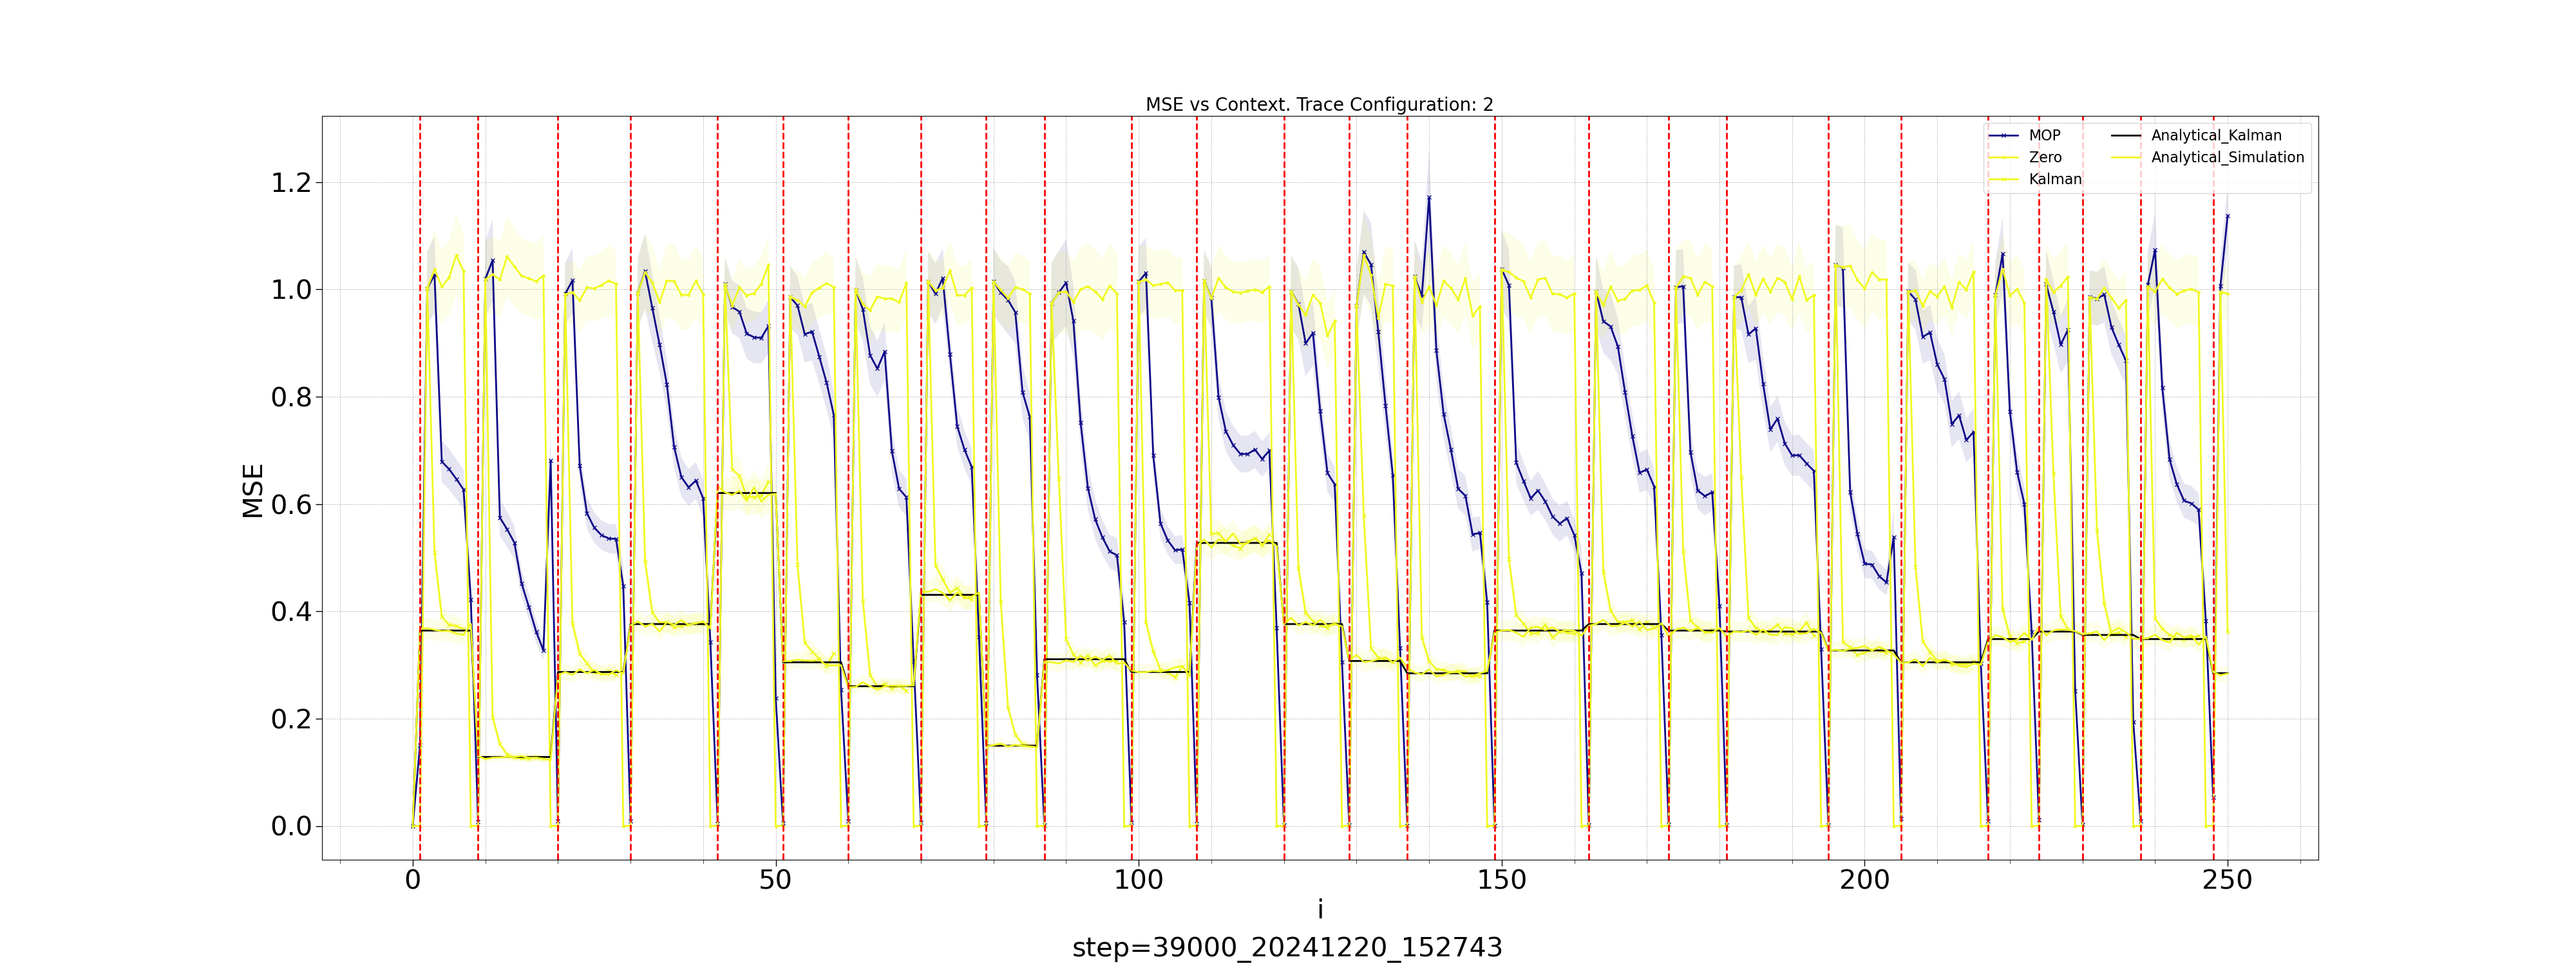 MSE vs Context. Trace Configuration: 2
MOP
Zero
Kalman
Analytical_Kalman
Analytical_Simulation
MSE
1.2
1.0
0.8
0.6
0.4
0.2
0.0
0 50 100 150 200 250
i
step=39000_20241220_152743